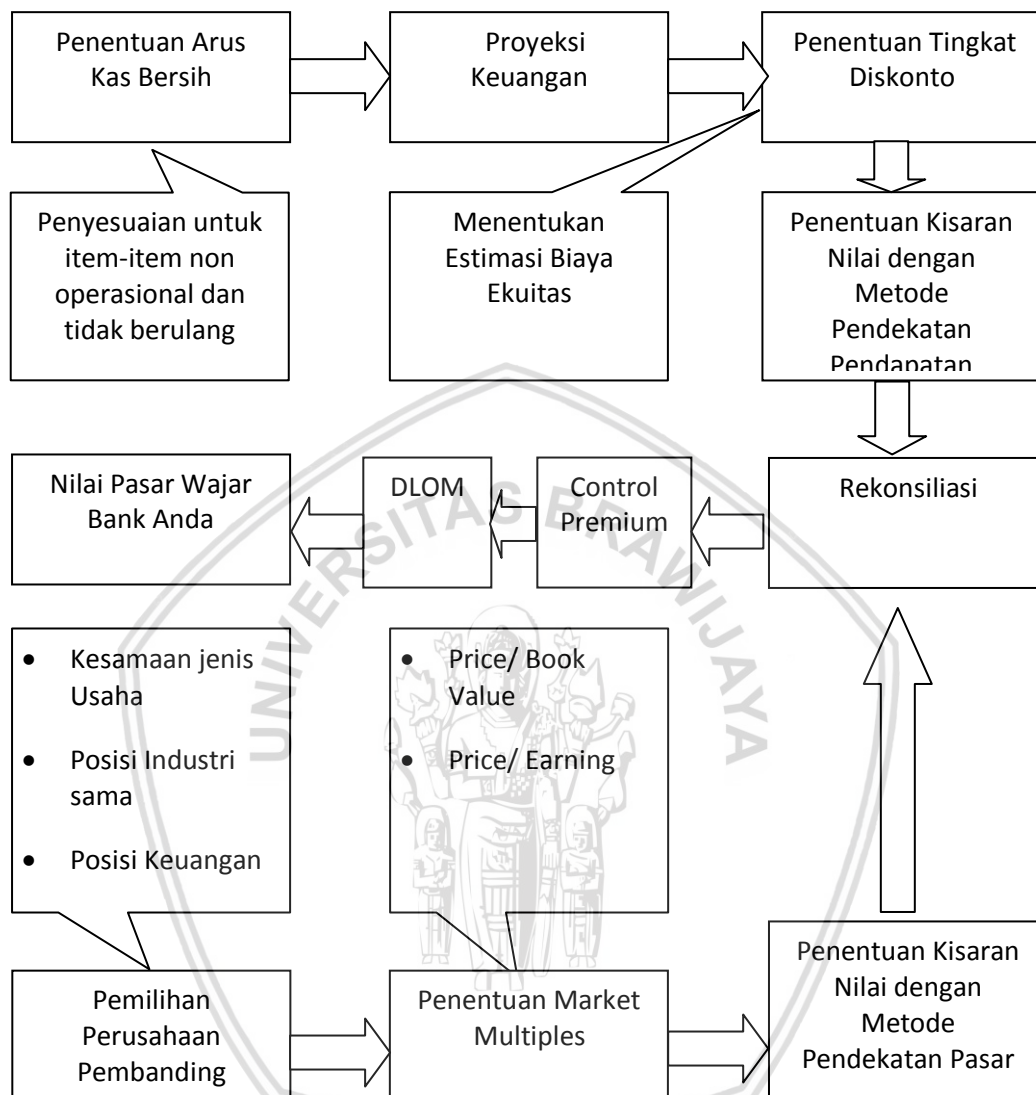 Penentuan Arus
Kas Bersih
Proyeksi
Keuangan
Penentuan Tingkat
Diskonto
Penyesuaian untuk
item-item non
operasional dan
tidak berulang
Menentukan
Estimasi Biaya
Ekuitas
Penentuan Kisaran
Nilai dengan
Metode
Pendekatan
Pendapatan
Nilai Pasar Wajar
Bank Anda
DLOM
Control
Premium
Rekonsiliasi
UNIVERSITAS BRAWIJAYA
• Kesamaan jenis
Usaha
• Posisi Industri
sama
• Posisi Keuangan
• Price/ Book
Value
• Price/ Earning
Pemilihan
Perusahaan
Pembanding
Penentuan Market
Multiples
Penentuan Kisaran
Nilai dengan
Metode
Pendekatan Pasar